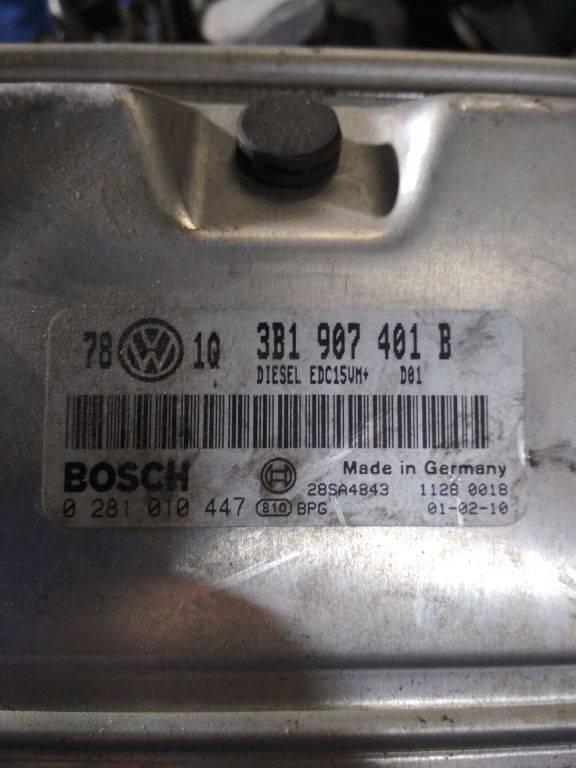 78 1Q 3B1 907 401 B
DIESEL EDC15VM+ D01
BOSCH Made in Germany
28SA4843 1128 0018
0 281 010 447 810 BPG 01-02-10